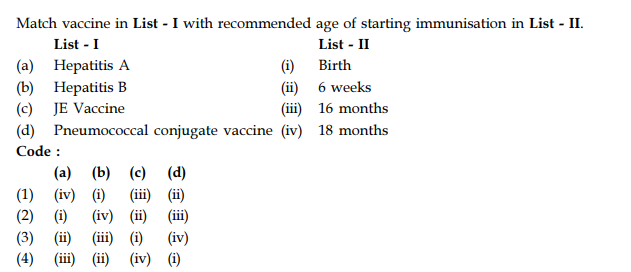 Match vaccine in List - I with recommended age of starting immunisation in List - II.
List - I List - II
(a) Hepatitis A (i) Birth
(b) Hepatitis B (ii) 6 weeks
(c) JE Vaccine (iii) 16 months
(d) Pneumococcal conjugate vaccine (iv) 18 months
Code :
(a) (b) (c) (d)
(1) (iv) (i) (iii) (ii)
(2) (i) (iv) (ii) (iii)
(3) (ii) (iii) (i) (iv)
(4) (iii) (ii) (iv) (i)